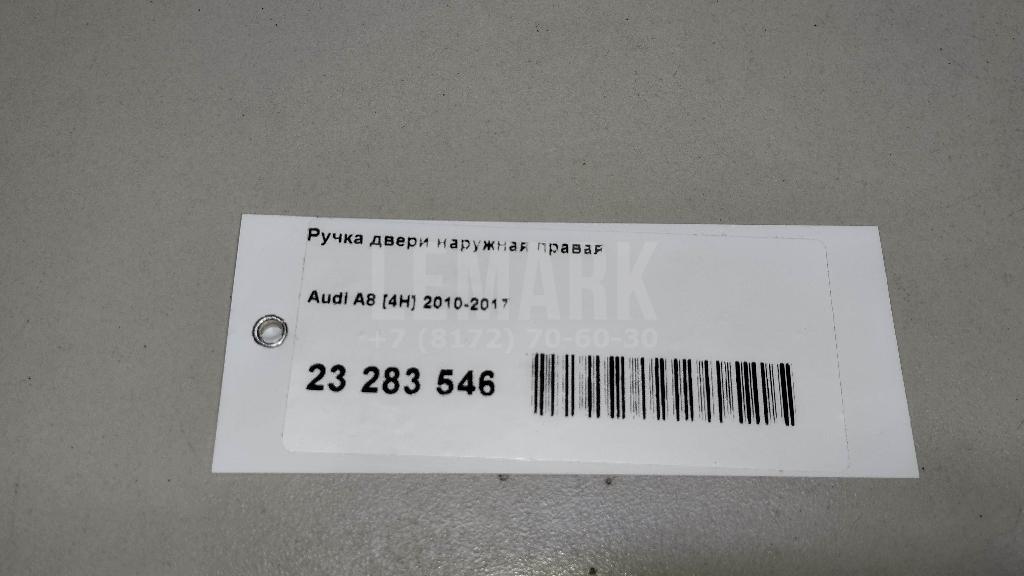 Ручка двери наружная правая
LEMARK
Audi A8 [4H] 2010-2017
+7 (8172) 70-60-30
23 283 546